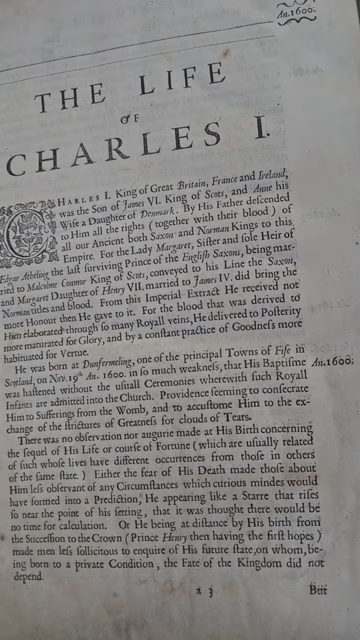 An. 1600.
THE LIFE
OF
CHARLES I.
CHARLES I. King of Great Britain, France and Ireland,
was the Son of James VI. King of Scots, and Anne his
Wife a Daughter of Denmark. By His Father descended
to Him all the rights (together with their blood) of
all our Ancient both Saxon and Norman Kings to this
Empire. For the Lady Margaret, Sister and sole Heir of
Edgar Atheling the last surviving Prince of the English Saxons, being mar-
ried to Malcolme Conmor King of Scots, conveyed to his Line the Saxon,
and Margaret Daughter of Henry VII. married to James IV. did bring the
Norman titles and blood. From this Imperial Extract He received not
more Honour then He gave to it. For the blood that was derived to
Him elaborated through so many Royall veins, He delivered to Posterity
more maturated for Glory, and by a constant practice of Goodness more
habituated for Vertue.
He was born at Dunfermeling, one of the principal Towns of Fife in
Scotland, on Nov. 19th An. 1600. in so much weakness, that His Baptisme An. 1600.
was hastened without the usuall Ceremonies wherewith such Royall
Infants are admitted into the Church. Providence seeming to consecrate
Him to Sufferings from the Womb, and to accustome Him to the ex-
change of the strictures of Greatness for clouds of Tears.
There was no observation nor augurie made at His Birth concerning
the sequel of His Life or course of Fortune (which are usually related
of such whose lives have different occurrences from those in others
of the same state.) Either the fear of His Death made those about
Him less observant of any Circumstances which curious mindes would
have formed into a Prediction, He appearing like a Starre that rises
so near the point of his setting, that it was thought there would be
no time for calculation. Or He being at distance by His birth from
the Succession to the Crown (Prince Henry then having the first hopes)
made men less sollicitous to enquire of His future state, on whom, be-
ing born to a private Condition, the Fate of the Kingdom did not
depend.
a 3 But